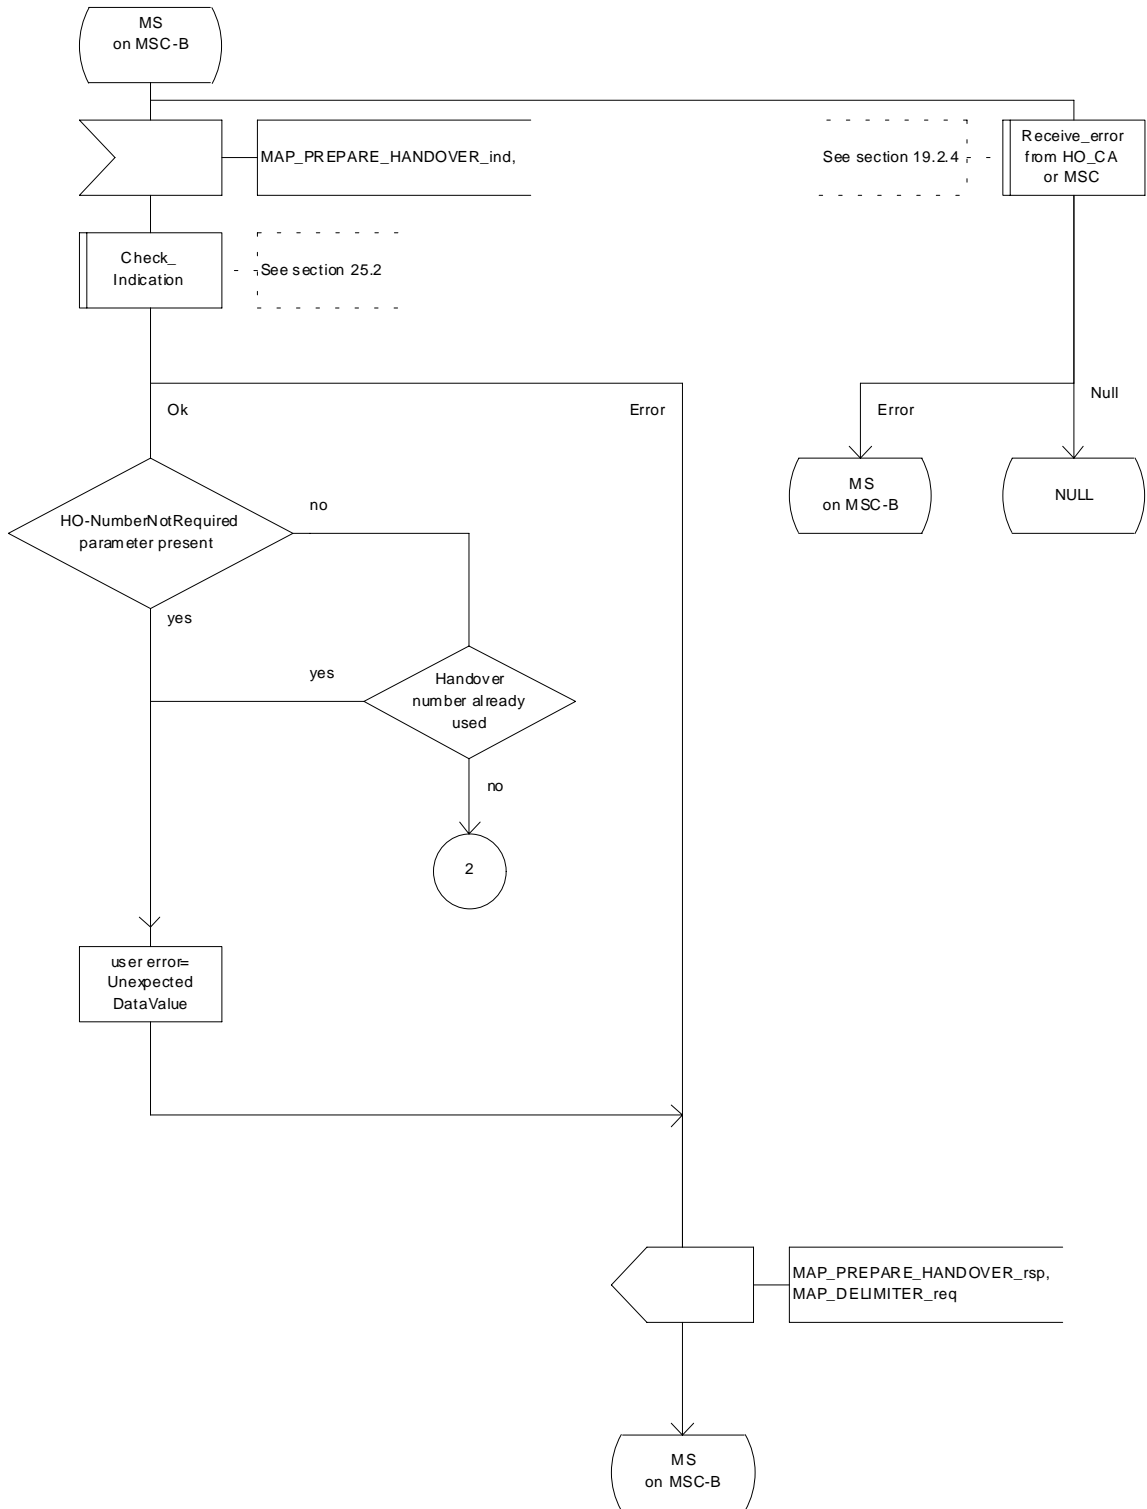 MS
on MSC-B
MAP_PREPARE_HANDOVER_ind,
See section 19.2.4
Receive_error
from HO_CA
or MSC
Check_
Indication
See section 25.2
Ok
Error
Error
Null
MS
on MSC-B
NULL
HO-NumberNotRequired
parameter present
no
yes
yes
Handover
number already
used
no
2
user error=
Unexpected
DataValue
MAP_PREPARE_HANDOVER_rsp,
MAP_DELIMITER_req
MS
on MSC-B